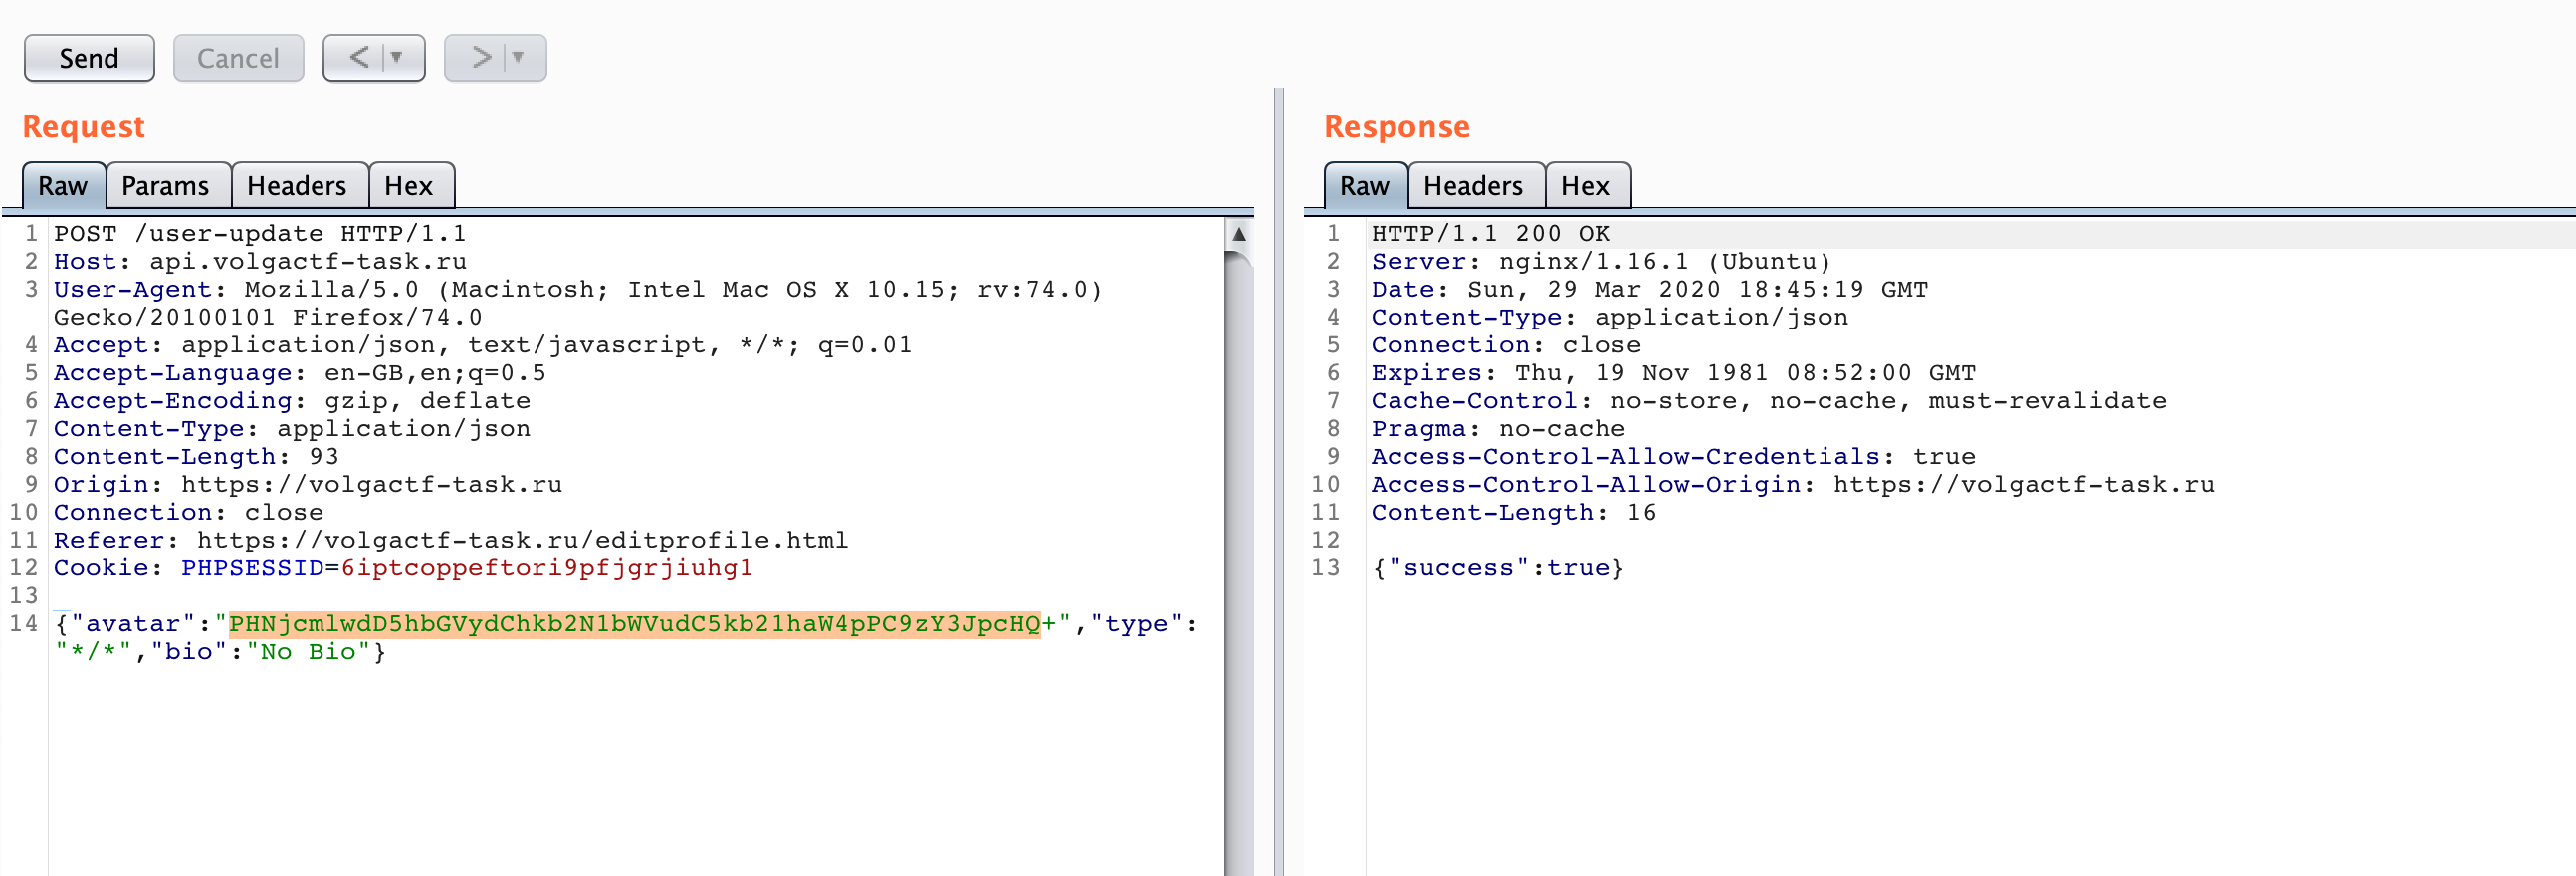 Send Cancel < ▼ > ▼
Request
Raw Params Headers Hex
1 POST /user-update HTTP/1.1
2 Host: api.volgactf-task.ru
3 User-Agent: Mozilla/5.0 (Macintosh; Intel Mac OS X 10.15; rv:74.0)
Gecko/20100101 Firefox/74.0
4 Accept: application/json, text/javascript, */*; q=0.01
5 Accept-Language: en-GB,en;q=0.5
6 Accept-Encoding: gzip, deflate
7 Content-Type: application/json
8 Content-Length: 93
9 Origin: https://volgactf-task.ru
10 Connection: close
11 Referer: https://volgactf-task.ru/editprofile.html
12 Cookie: PHPSESSID=6iptcoppeftori9pfjgrjiuhg1
13
14 {"avatar":"PHNjcmlwdD5hbGVydChkb2N1bWVudC5kb21haW4pPC9zY3JpcHQ+","type":
"*/*","bio":"No Bio"}
Response
Raw Headers Hex
1 HTTP/1.1 200 OK
2 Server: nginx/1.16.1 (Ubuntu)
3 Date: Sun, 29 Mar 2020 18:45:19 GMT
4 Content-Type: application/json
5 Connection: close
6 Expires: Thu, 19 Nov 1981 08:52:00 GMT
7 Cache-Control: no-store, no-cache, must-revalidate
8 Pragma: no-cache
9 Access-Control-Allow-Credentials: true
10 Access-Control-Allow-Origin: https://volgactf-task.ru
11 Content-Length: 16
12
13 {"success":true}